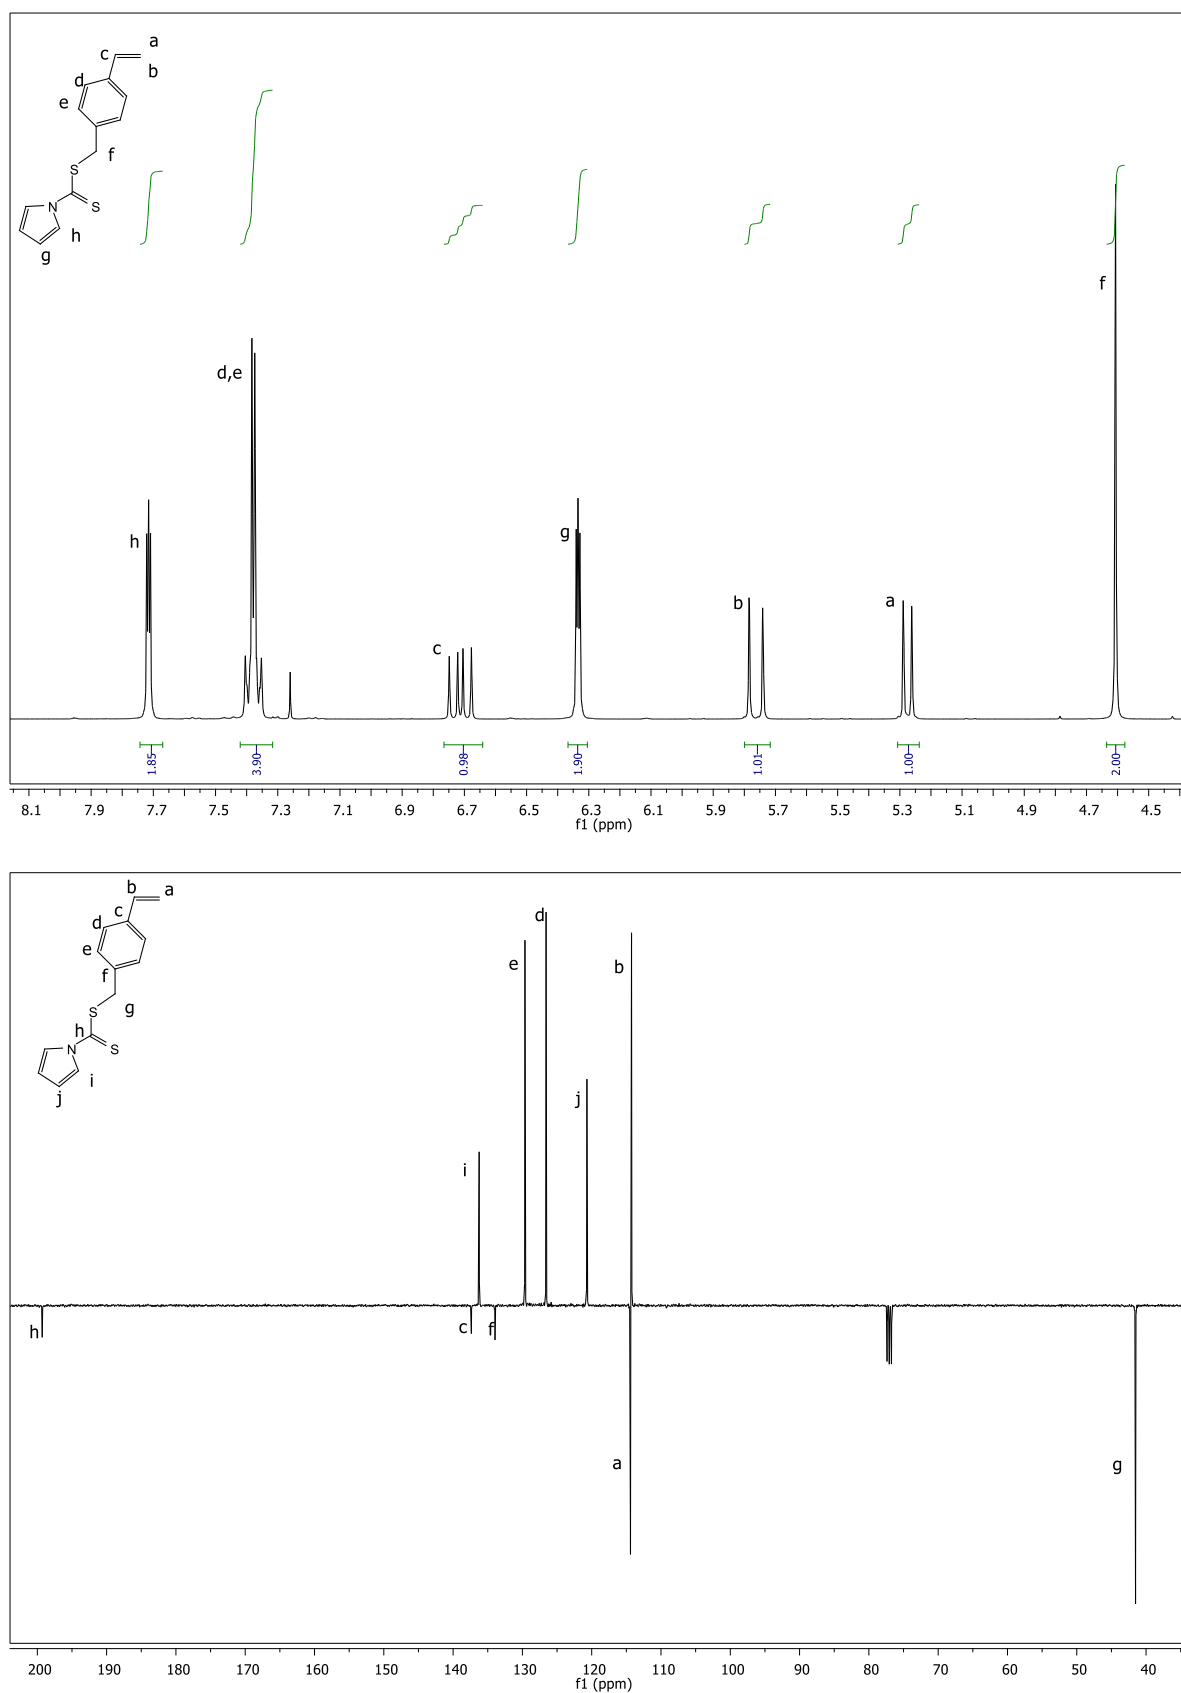 a
c
b
d
e
f
S
N
S
h
g
f
d,e
h
g
b
a
c
1.85
3.90
0.98
1.90
1.01
1.00
2.00
8.1 7.9 7.7 7.5 7.3 7.1 6.9 6.7 6.5 6.3 6.1 5.9 5.7 5.5 5.3 5.1 4.9 4.7 4.5
f1 (ppm)
b a
c
d
e
f
g
S
h
N S
i
j
d
e b
j
i
h c f
a g
200 190 180 170 160 150 140 130 120 110 100 90 80 70 60 50 40
f1 (ppm)